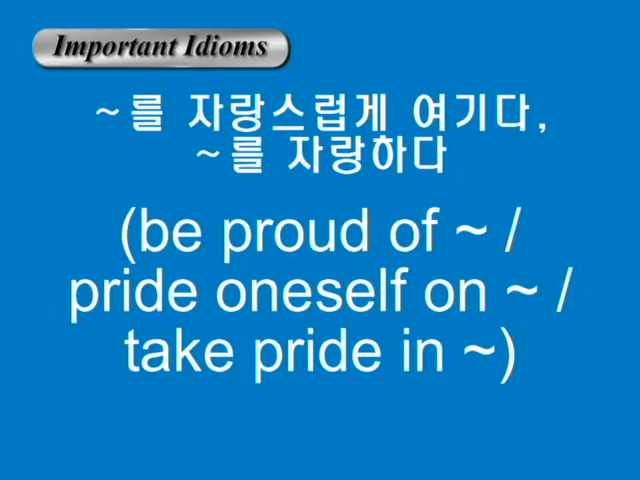 Important Idioms
~를 자랑스럽게 여기다,
~를 자랑하다
(be proud of ~ /
pride oneself on ~ /
take pride in ~)